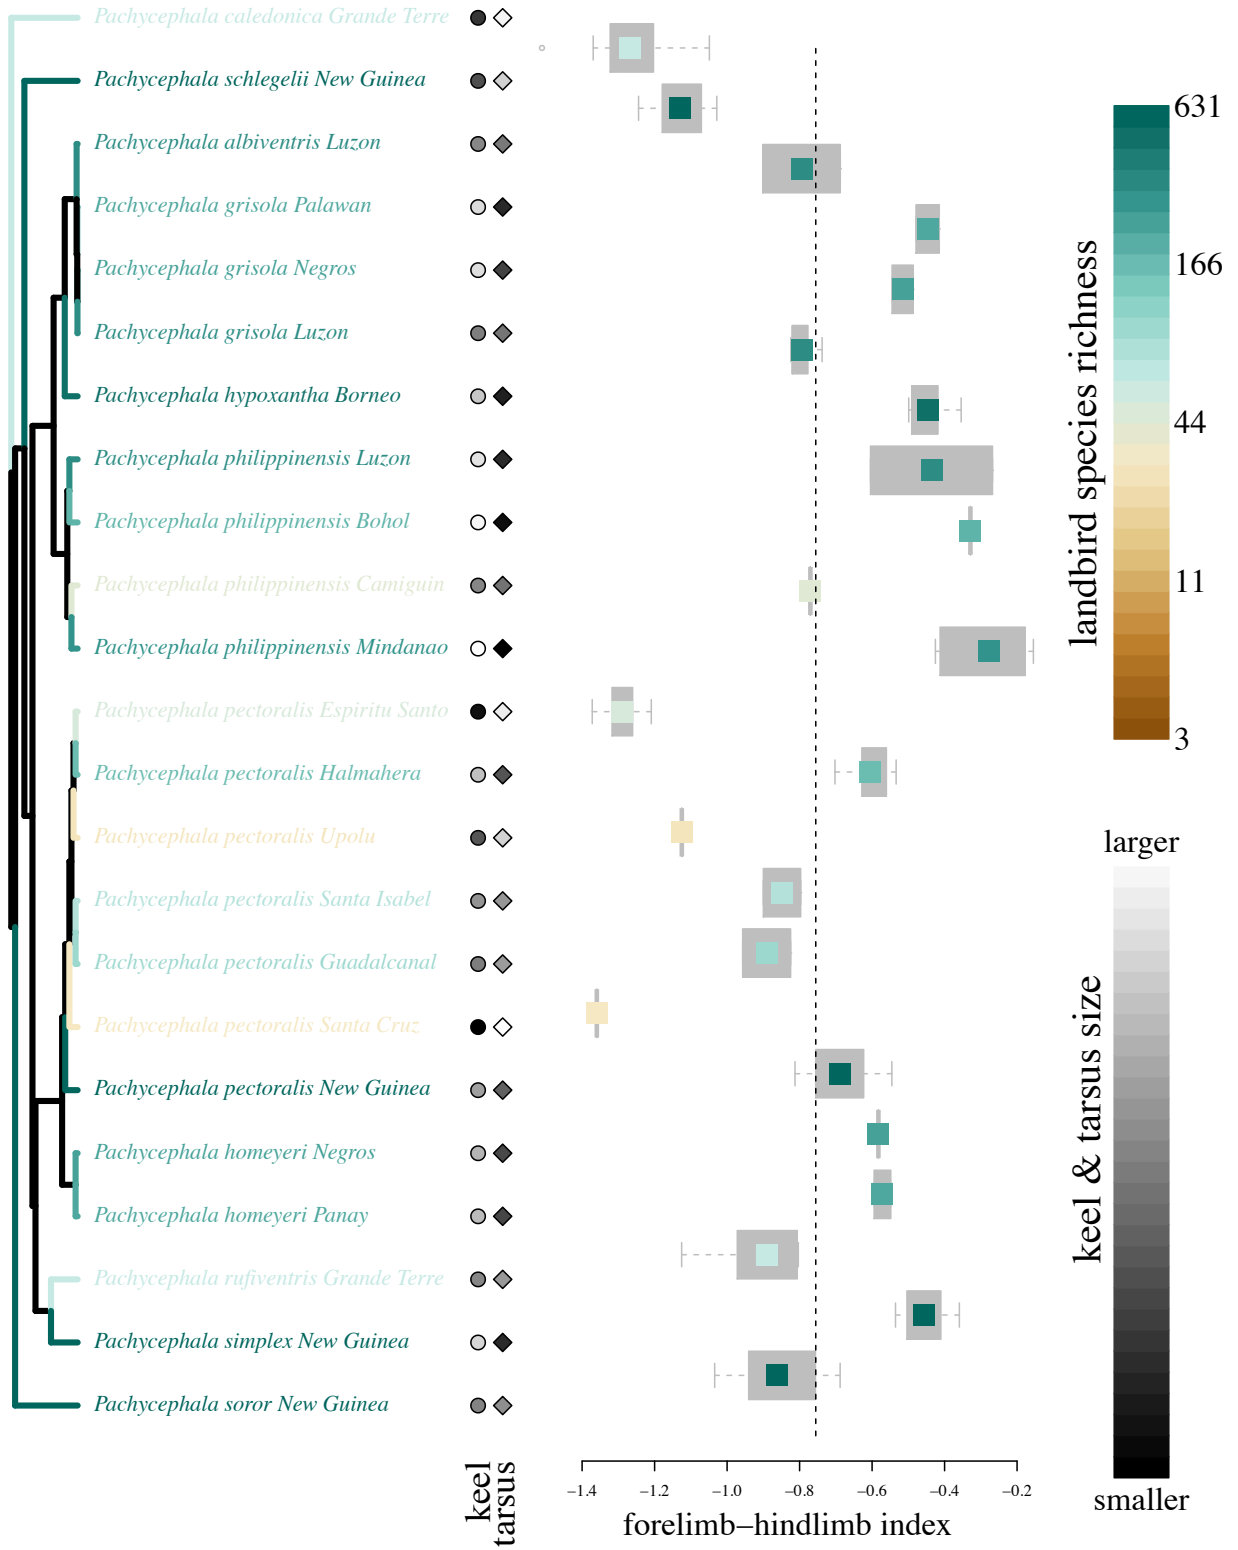 Pachycephala caledonica Grande Terre
Pachycephala schlegelii New Guinea
Pachycephala albiventris Luzon
Pachycephala grisola Palawan
Pachycephala grisola Negros
Pachycephala grisola Luzon
Pachycephala hypoxantha Borneo
Pachycephala philippinensis Luzon
Pachycephala philippinensis Bohol
Pachycephala philippinensis Camiguin
Pachycephala philippinensis Mindanao
Pachycephala pectoralis Espiritu Santo
Pachycephala pectoralis Halmahera
Pachycephala pectoralis Upolu
Pachycephala pectoralis Santa Isabel
Pachycephala pectoralis Guadalcanal
Pachycephala pectoralis Santa Cruz
Pachycephala pectoralis New Guinea
Pachycephala homeyeri Negros
Pachycephala homeyeri Panay
Pachycephala rufiventris Grande Terre
Pachycephala simplex New Guinea
Pachycephala soror New Guinea
keel
tarsus
−1.4 −1.2 −1.0 −0.8 −0.6 −0.4 −0.2
forelimb−hindlimb index
landbird species richness
631
166
44
11
3
larger
keel & tarsus size
smaller